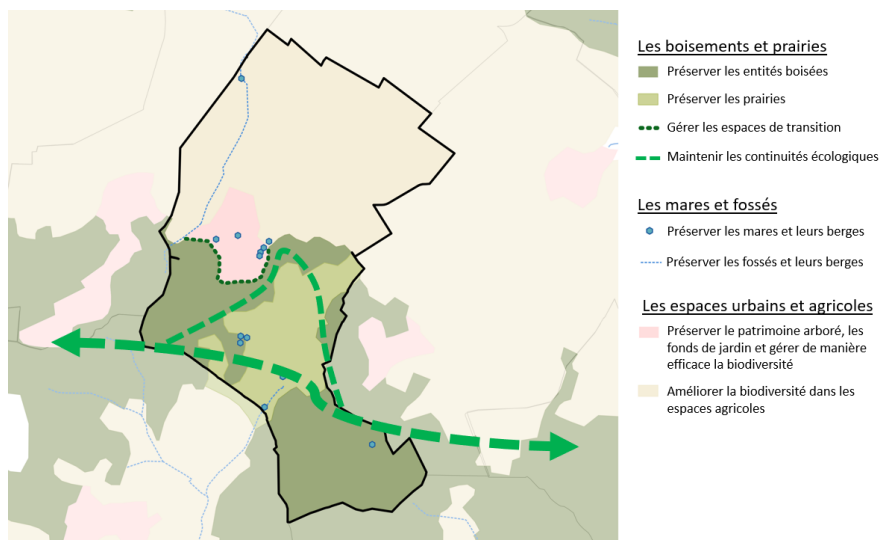 Les boisements et prairies
Préserver les entités boisées
Préserver les prairies
Gérer les espaces de transition
Maintenir les continuités écologiques
Les mares et fossés
Préserver les mares et leurs berges
Préserver les fossés et leurs berges
Les espaces urbains et agricoles
Préserver le patrimoine arboré, les
fonds de jardin et gérer de manière
efficace la biodiversité
Améliorer la biodiversité dans les
espaces agricoles